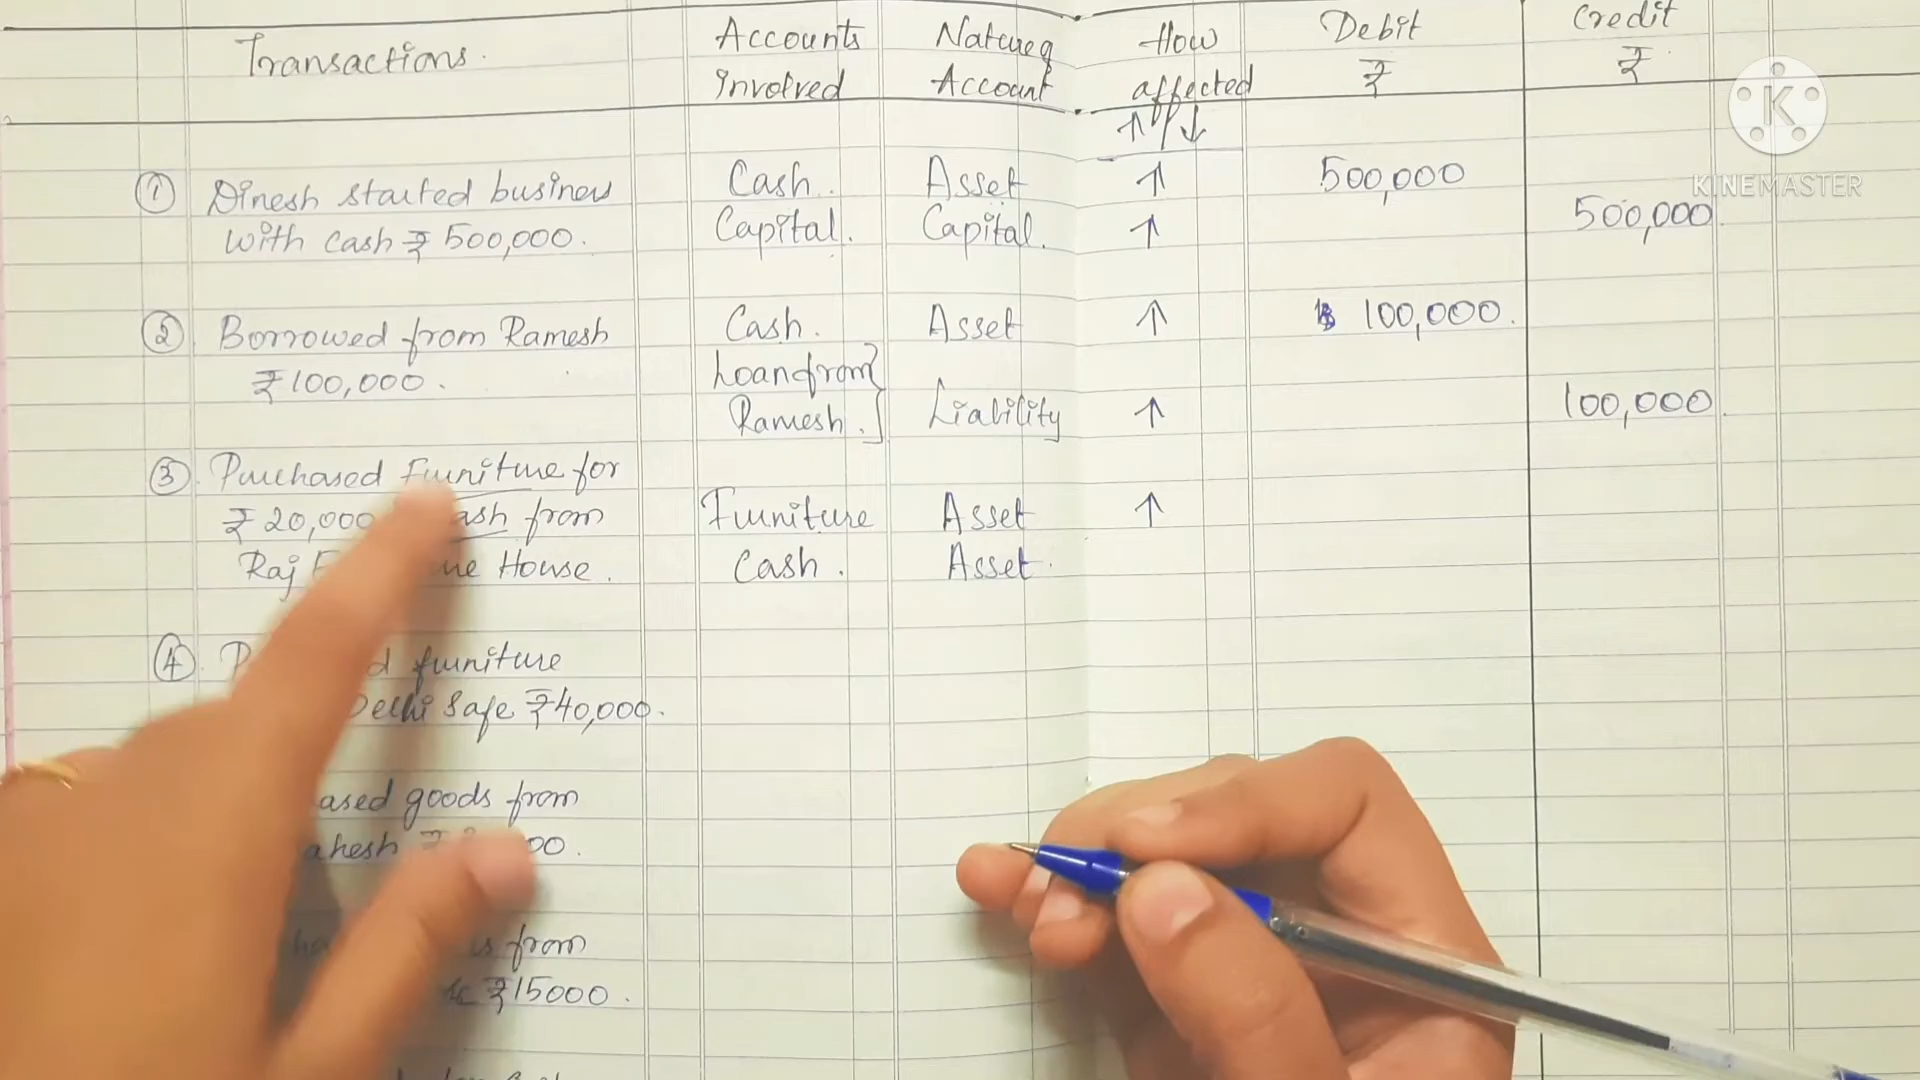 Transactions.
Accounts Involved
Nature of Account
How affected
↑/↓
Debit ₹
Credit ₹
KINEMASTER
① Dinesh started business Cash. Asset ↑ 500,000
with cash ₹ 500,000. Capital. Capital. ↑ 500,000
② Borrowed from Ramesh Cash. Asset ↑ 100,000.
₹100,000. Loan from
Ramesh. Liability ↑ 100,000
③ Purchased Furniture for
₹20,000 from Furniture Asset ↑
Raj House. Cash. Asset.
④ furniture
Delhi Safe ₹40,000.
goods from
₹
from
₹15000.